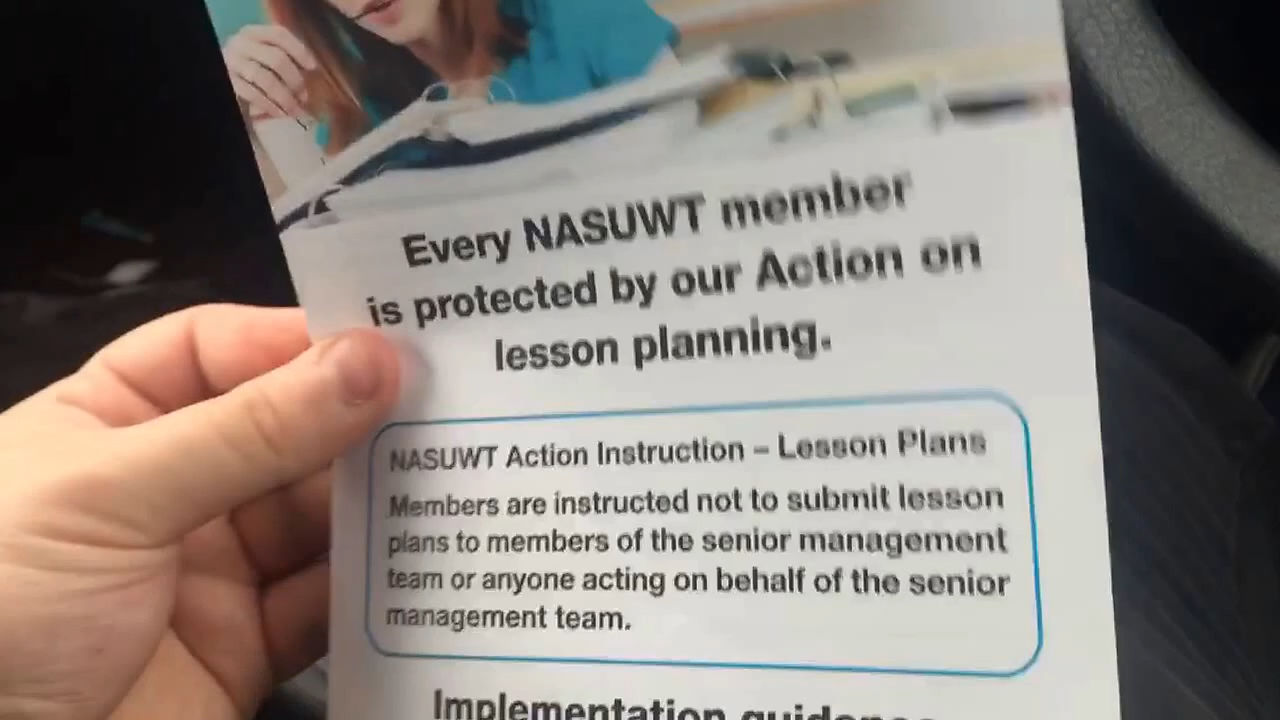 Every NASUWT member
is protected by our Action on
lesson planning.
NASUWT Action Instruction – Lesson Plans
Members are instructed not to submit lesson
plans to members of the senior management
team or anyone acting on behalf of the senior
management team.
Implementation guidance